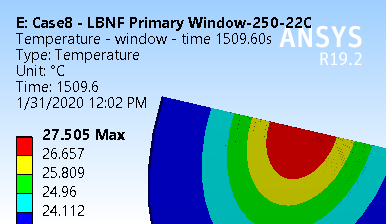 E: Case8 - LBNF Primary Window-250-22C
Temperature - window - time 1509.60s
Type: Temperature
Unit: °C
Time: 1509.6
1/31/2020 12:02 PM
ANSYS
R19.2
27.505 Max
26.657
25.809
24.96
24.112